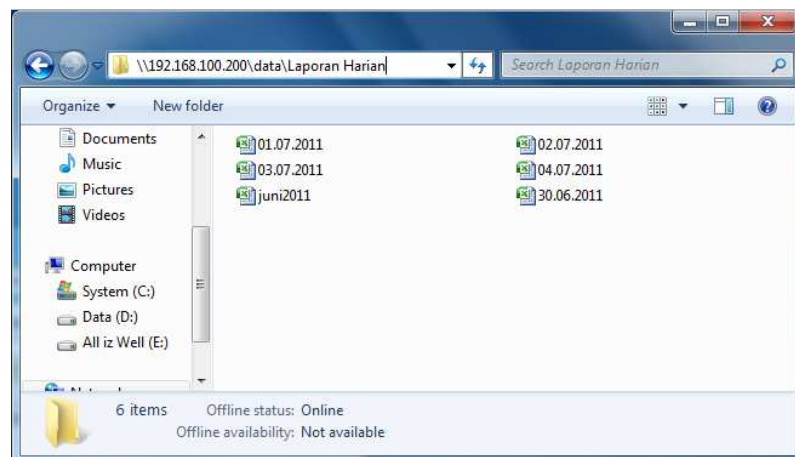 \\192.168.100.200\data\Laporan Harian
Search Laporan Harian
Organize
New folder
Documents
Music
Pictures
Videos
Computer
System (C:)
Data (D:)
All iz Well (E:)
01.07.2011
02.07.2011
03.07.2011
04.07.2011
juni2011
30.06.2011
6 items
Offline status: Online
Offline availability: Not available